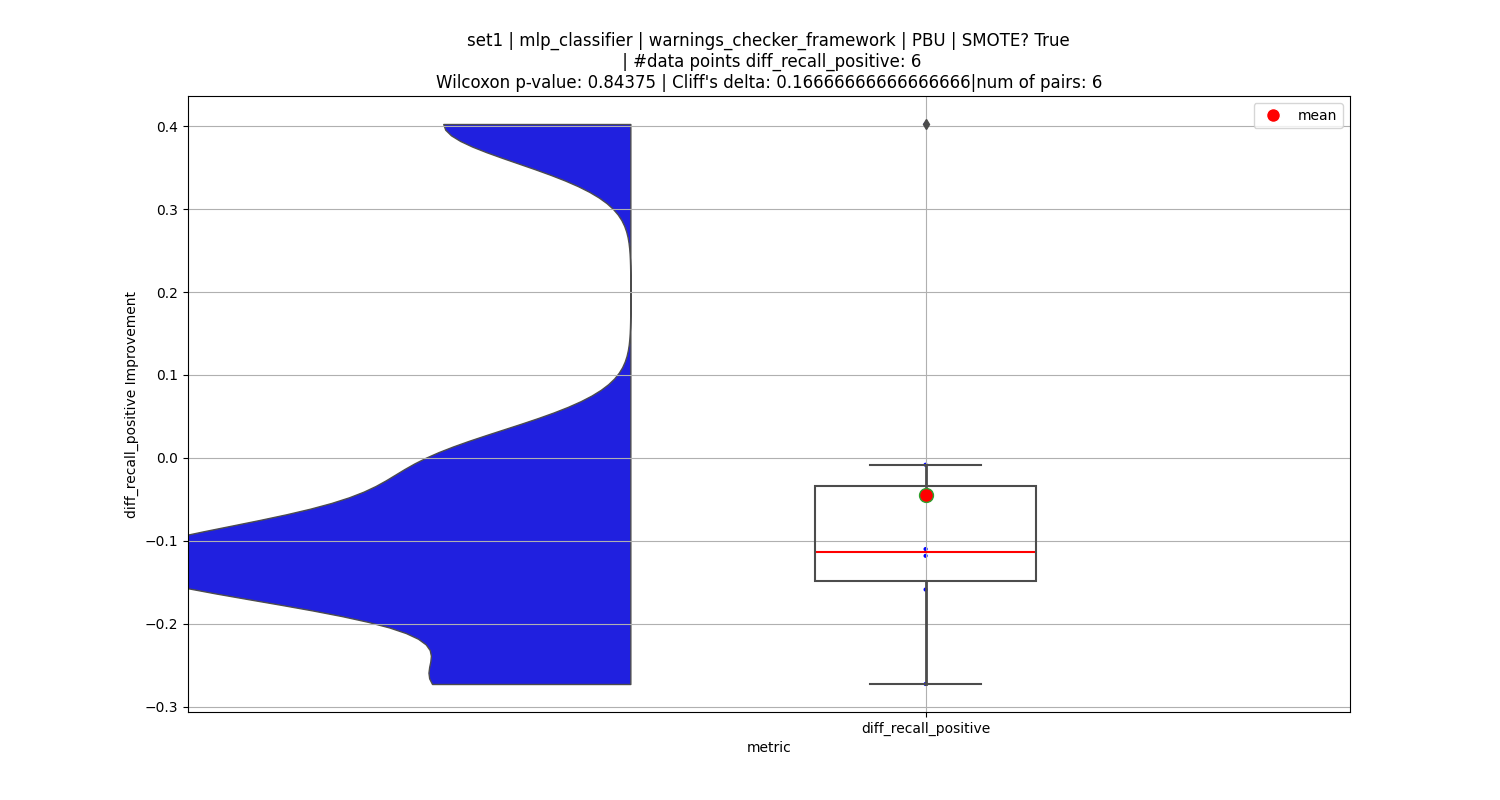 set1 | mlp_classifier | warnings_checker_framework | PBU | SMOTE? True
| #data points diff_recall_positive: 6
Wilcoxon p-value: 0.84375 | Cliff's delta: 0.16666666666666666|num of pairs: 6
mean
0.4
0.3
0.2
0.1
0.0
−0.1
−0.2
−0.3
diff_recall_positive Improvement
diff_recall_positive
metric